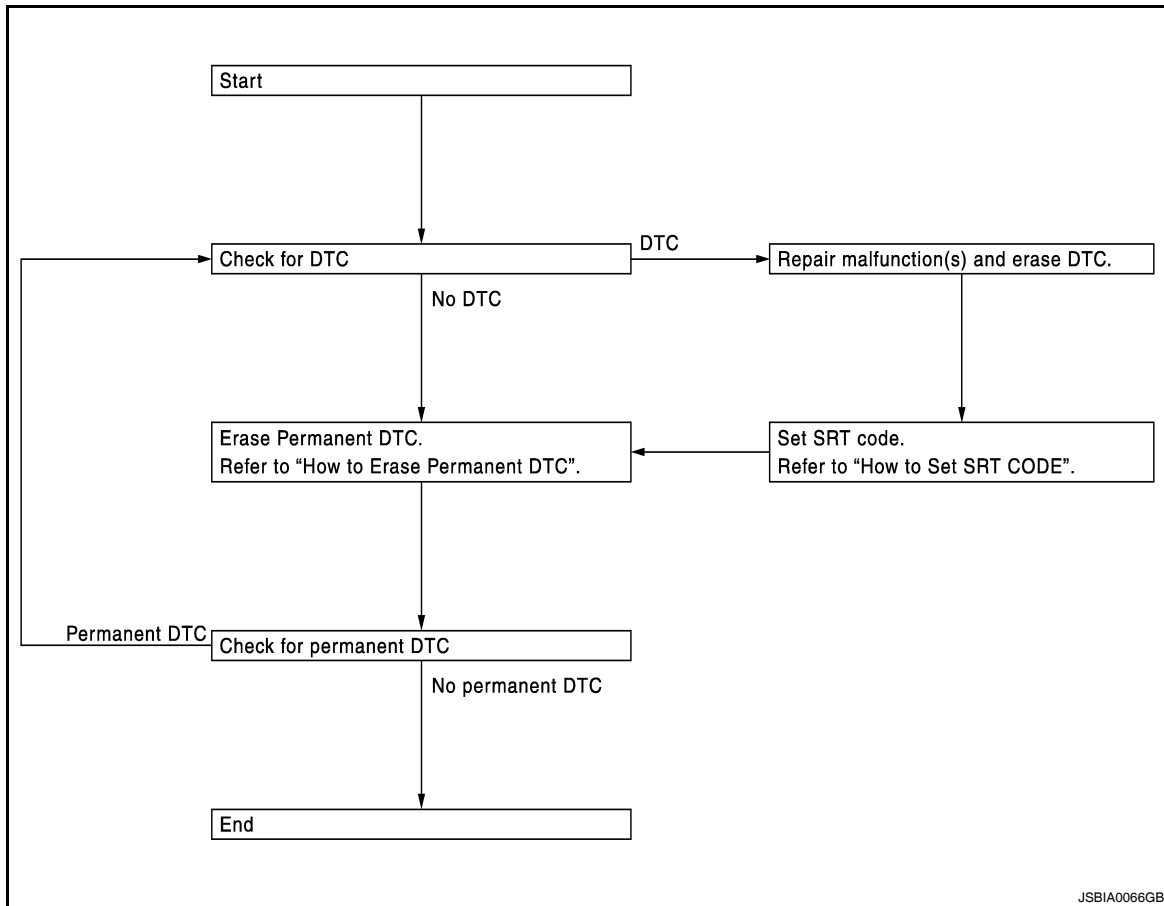 Start
Check for DTC
DTC
Repair malfunction(s) and erase DTC.
No DTC
Erase Permanent DTC.
Refer to “How to Erase Permanent DTC”.
Set SRT code.
Refer to “How to Set SRT CODE”.
Permanent DTC
Check for permanent DTC
No permanent DTC
End
JSBIA0066GB